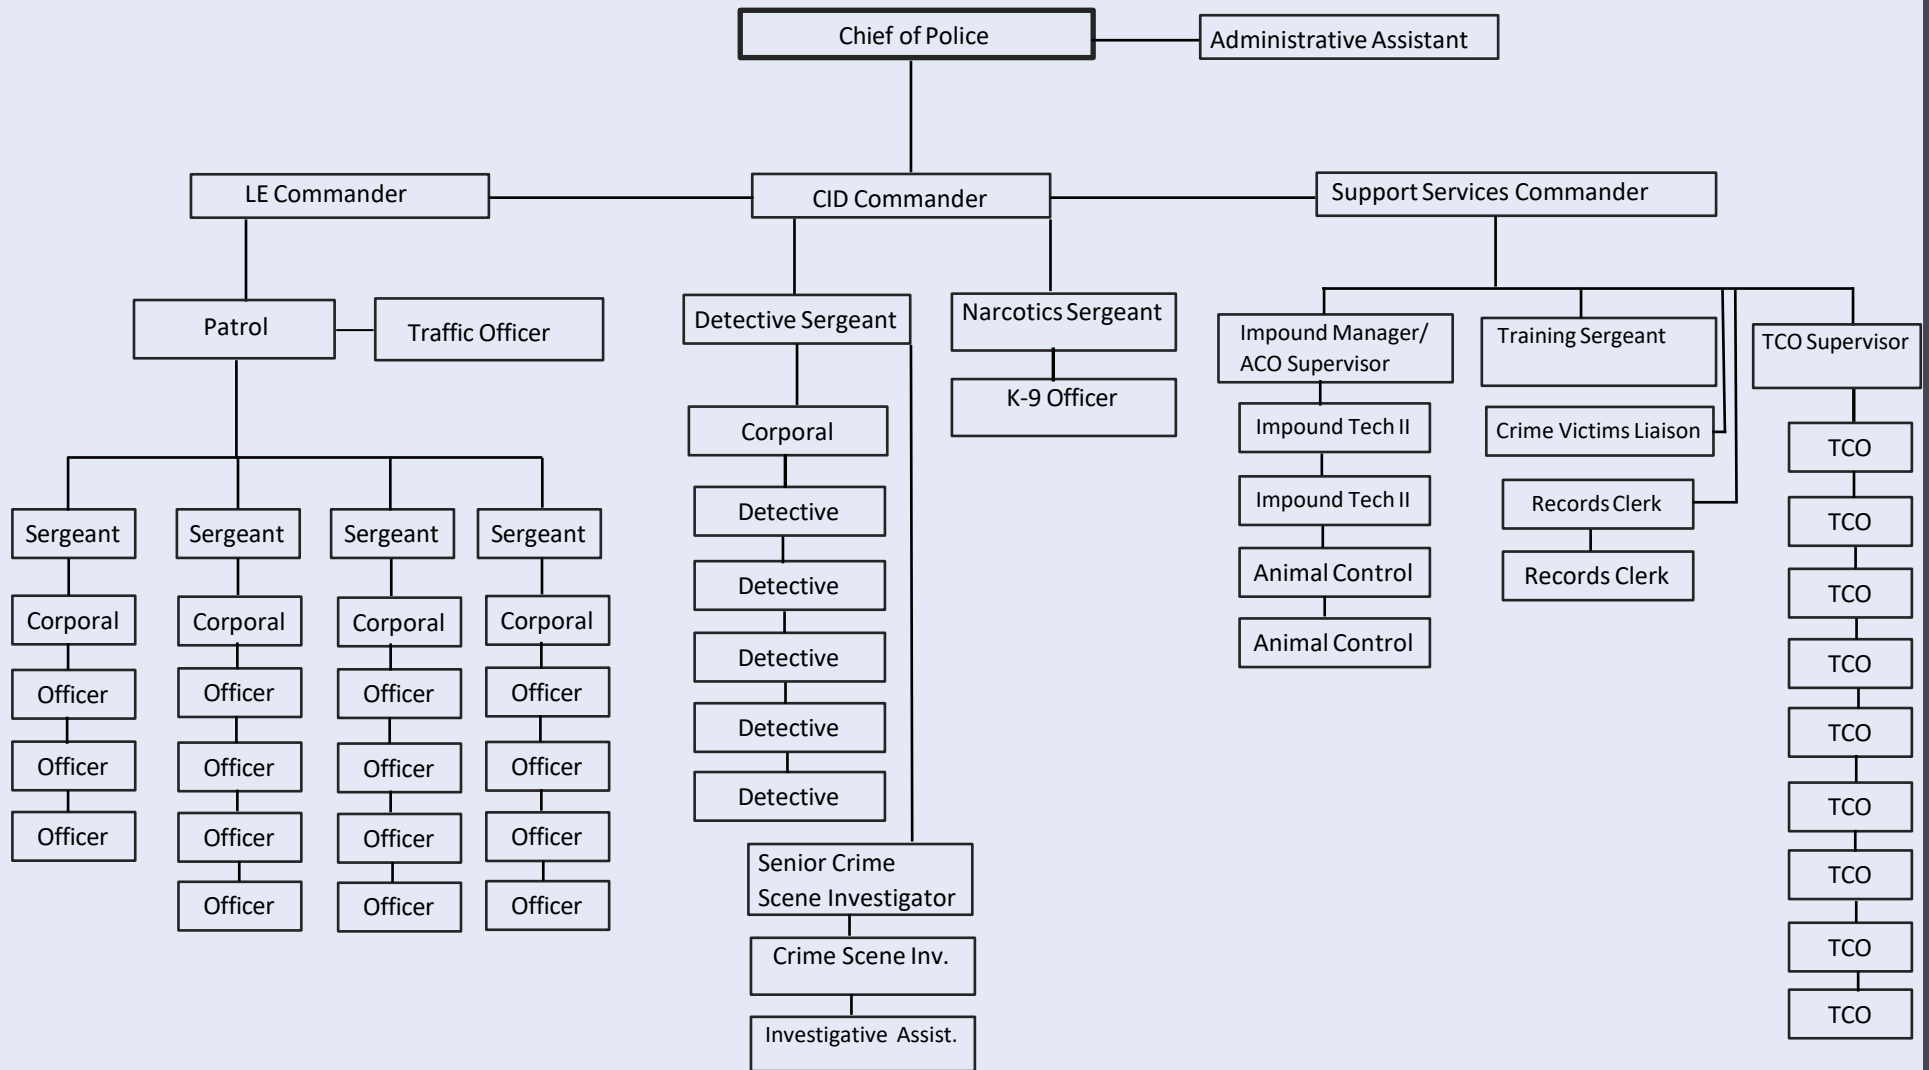 Chief of Police
Administrative Assistant
LE Commander
CID Commander
Support Services Commander
Patrol
Traffic Officer
Detective Sergeant
Narcotics Sergeant
Impound Manager/
ACO Supervisor
Training Sergeant
TCO Supervisor
K-9 Officer
Corporal
Impound Tech II
Crime Victims Liaison
TCO
Sergeant
Sergeant
Sergeant
Sergeant
Detective
Impound Tech II
Records Clerk
TCO
Corporal
Corporal
Corporal
Corporal
Detective
Animal Control
Records Clerk
TCO
Officer
Officer
Officer
Officer
Detective
Animal Control
TCO
Officer
Officer
Officer
Officer
Detective
TCO
Officer
Officer
Officer
Officer
Detective
TCO
Officer
Officer
Officer
Senior Crime
Scene Investigator
TCO
Crime Scene Inv.
TCO
Investigative Assist.
TCO